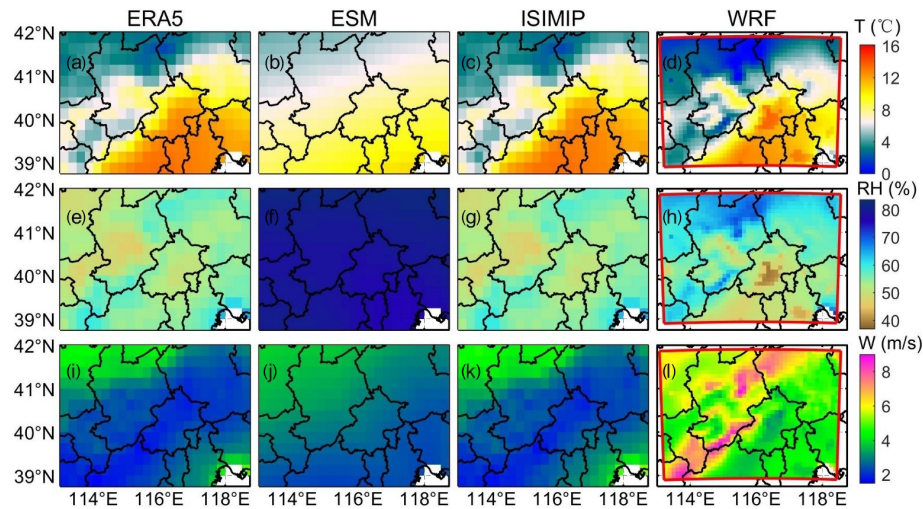 ERA5 ESM ISIMIP WRF
42°N T (℃)
(a) (b) (c) (d) 16
41°N 12
40°N 8
4
39°N 0
42°N RH (%)
(e) (f) (g) (h) 80
41°N 70
40°N 60
50
39°N 40
42°N W (m/s)
(i) (j) (k) (l)
41°N 8
6
40°N 4
39°N 2
114°E 116°E 118°E 114°E 116°E 118°E 114°E 116°E 118°E 114°E 116°E 118°E